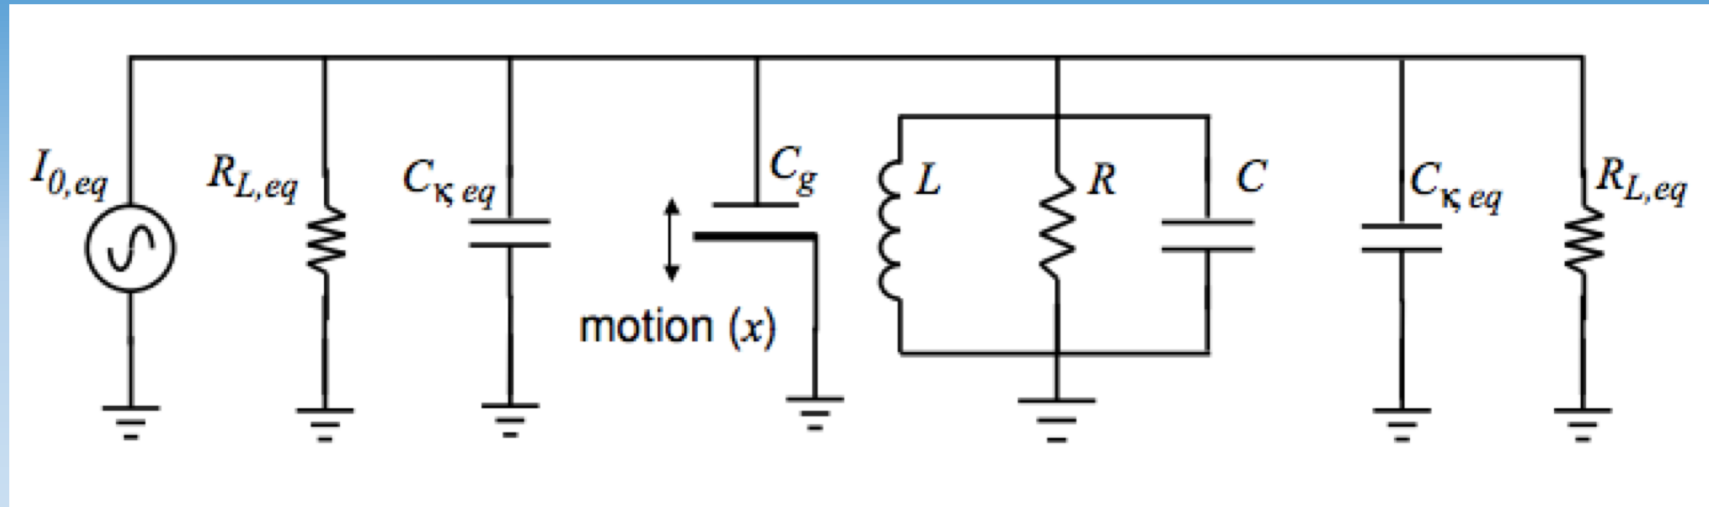 I0,eq
RL,eq
Cκ, eq
Cg
L
R
C
Cκ, eq
RL,eq
motion (x)